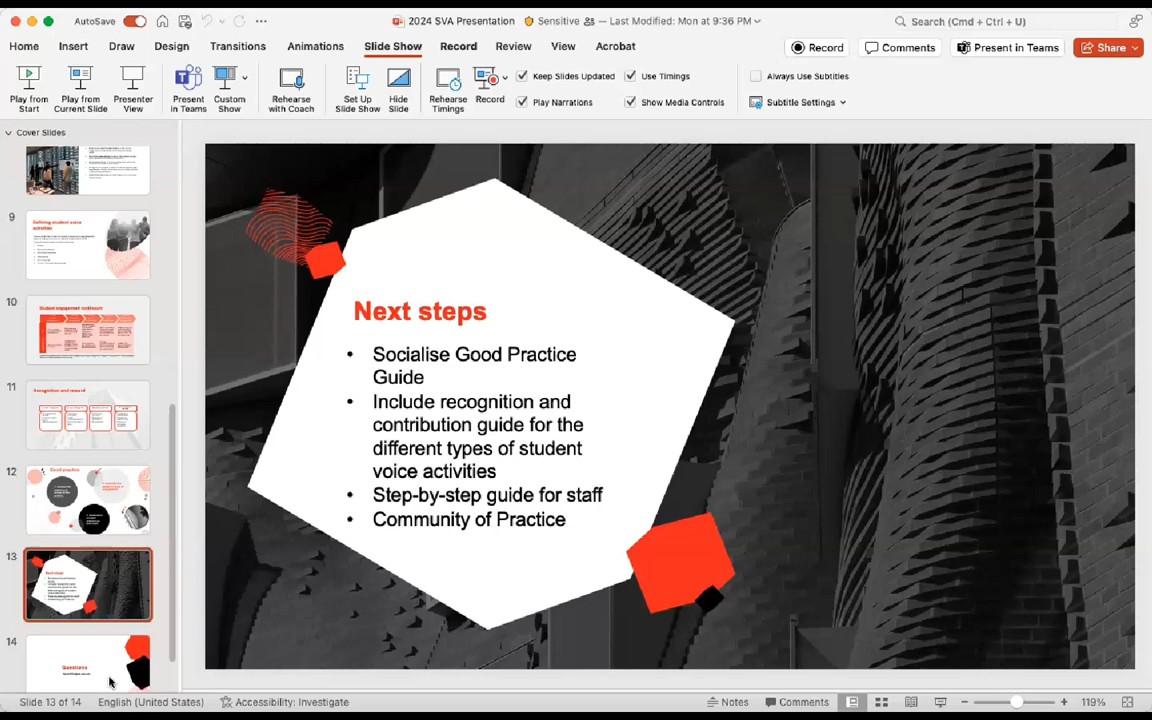 AutoSave
2024 SVA Presentation
Sensitive
— Last Modified: Mon at 9:36 PM
Search (Cmd + Ctrl + U)
Home Insert Draw Design Transitions Animations Slide Show Record Review View Acrobat
Record
Comments
Present in Teams
Share
Play from Start
Play from Current Slide
Presenter View
Present in Teams
Custom Show
Rehearse with Coach
Set Up Slide Show
Hide Slide
Rehearse Timings
Record
Keep Slides Updated
Use Timings
Play Narrations
Show Media Controls
Always Use Subtitles
Subtitle Settings
Cover Slides
9
Defining student voice
activities
10
Student engagement continuum
11
Recognition and reward
12
Good practice
13
Next steps
14
Questions
Next steps
• Socialise Good Practice
Guide
• Include recognition and
contribution guide for the
different types of student
voice activities
• Step-by-step guide for staff
• Community of Practice
Slide 13 of 14
English (United States)
Accessibility: Investigate
Notes
Comments
119%